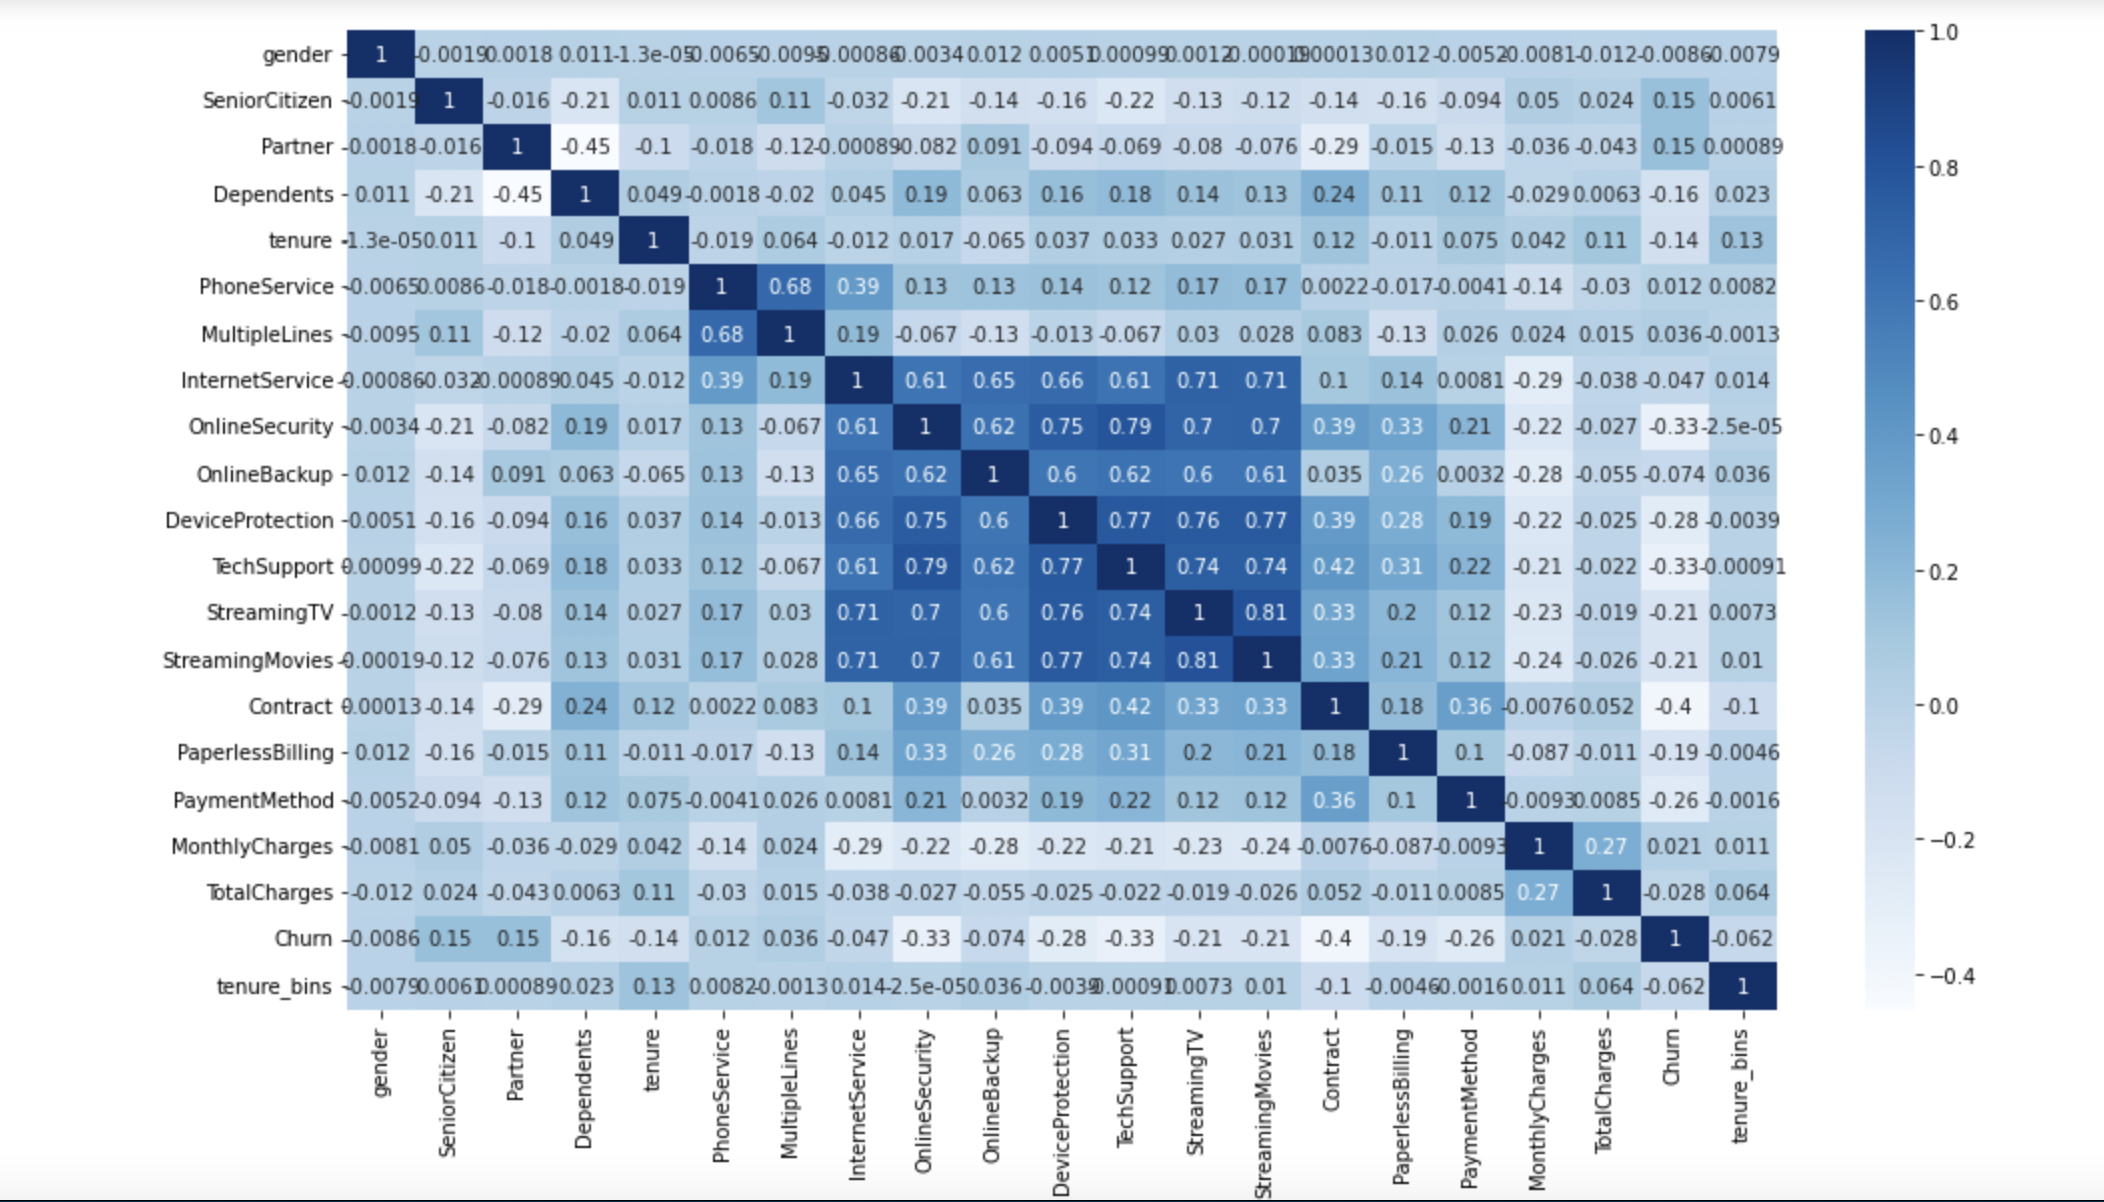 gender 1 -0.0019 0.0018 0.011 -1.3e-05 -0.0065 -0.0095 0.00086 0.0034 0.012 0.0051 0.00099 0.0012 0.00019 0.00013 0.012 -0.0052 -0.0081 -0.012 -0.0086 -0.0079 1.0
SeniorCitizen -0.0019 1 -0.016 -0.21 0.011 0.0086 0.11 -0.032 -0.21 -0.14 -0.16 -0.22 -0.13 -0.12 -0.14 -0.16 -0.094 0.05 0.024 0.15 0.0061
Partner 0.0018 -0.016 1 -0.45 -0.1 -0.018 -0.12 -0.00089 -0.082 0.091 -0.094 -0.069 -0.08 -0.076 -0.29 -0.015 -0.13 -0.036 -0.043 0.15 0.00089
Dependents 0.011 -0.21 -0.45 1 0.049 -0.0018 -0.02 0.045 0.19 0.063 0.16 0.18 0.14 0.13 0.24 0.11 0.12 -0.029 0.0063 -0.16 0.023 0.8
tenure -1.3e-05 0.011 -0.1 0.049 1 -0.019 0.064 -0.012 0.017 -0.065 0.037 0.033 0.027 0.031 0.12 -0.011 0.075 0.042 0.11 -0.14 0.13
PhoneService -0.0065 0.0086 -0.018 -0.0018 -0.019 1 0.68 0.39 0.13 0.13 0.14 0.12 0.17 0.17 0.0022 -0.017 -0.0041 -0.14 -0.03 0.012 0.0082 0.6
MultipleLines -0.0095 0.11 -0.12 -0.02 0.064 0.68 1 0.19 -0.067 -0.13 -0.013 -0.067 0.03 0.028 0.083 -0.13 0.026 0.024 0.015 0.036 -0.0013
InternetService 0.00086 -0.032 -0.00089 0.045 -0.012 0.39 0.19 1 0.61 0.65 0.66 0.61 0.71 0.71 0.1 0.14 0.0081 -0.29 -0.038 -0.047 0.014
OnlineSecurity -0.0034 -0.21 -0.082 0.19 0.017 0.13 -0.067 0.61 1 0.62 0.75 0.79 0.7 0.7 0.39 0.33 0.21 -0.22 -0.027 -0.33 -2.5e-05 0.4
OnlineBackup 0.012 -0.14 0.091 0.063 -0.065 0.13 -0.13 0.65 0.62 1 0.6 0.62 0.6 0.61 0.035 0.26 0.0032 -0.28 -0.055 -0.074 0.036
DeviceProtection 0.0051 -0.16 -0.094 0.16 0.037 0.14 -0.013 0.66 0.75 0.6 1 0.77 0.76 0.77 0.39 0.28 0.19 -0.22 -0.025 -0.28 -0.0039
TechSupport 0.00099 -0.22 -0.069 0.18 0.033 0.12 -0.067 0.61 0.79 0.62 0.77 1 0.74 0.74 0.42 0.31 0.22 -0.21 -0.022 -0.33 -0.00091 0.2
StreamingTV 0.0012 -0.13 -0.08 0.14 0.027 0.17 0.03 0.71 0.7 0.6 0.76 0.74 1 0.81 0.33 0.2 0.12 -0.23 -0.019 -0.21 0.0073
StreamingMovies 0.00019 -0.12 -0.076 0.13 0.031 0.17 0.028 0.71 0.7 0.61 0.77 0.74 0.81 1 0.33 0.21 0.12 -0.24 -0.026 -0.21 0.01
Contract 0.00013 -0.14 -0.29 0.24 0.12 0.0022 0.083 0.1 0.39 0.035 0.39 0.42 0.33 0.33 1 0.18 0.36 -0.0076 0.052 -0.4 -0.1 0.0
PaperlessBilling 0.012 -0.16 -0.015 0.11 -0.011 -0.017 -0.13 0.14 0.33 0.26 0.28 0.31 0.2 0.21 0.18 1 0.1 -0.087 -0.011 -0.19 -0.0046
PaymentMethod -0.0052 -0.094 -0.13 0.12 0.075 -0.0041 0.026 0.0081 0.21 0.0032 0.19 0.22 0.12 0.12 0.36 0.1 1 -0.0093 0.0085 -0.26 -0.0016
MonthlyCharges -0.0081 0.05 -0.036 -0.029 0.042 -0.14 0.024 -0.29 -0.22 -0.28 -0.22 -0.21 -0.23 -0.24 -0.0076 -0.087 -0.0093 1 0.27 0.021 0.011 −0.2
TotalCharges -0.012 0.024 -0.043 0.0063 0.11 -0.03 0.015 -0.038 -0.027 -0.055 -0.025 -0.022 -0.019 -0.026 0.052 -0.011 0.0085 0.27 1 -0.028 0.064
Churn -0.0086 0.15 0.15 -0.16 -0.14 0.012 0.036 -0.047 -0.33 -0.074 -0.28 -0.33 -0.21 -0.21 -0.4 -0.19 -0.26 0.021 -0.028 1 -0.062 −0.4
tenure_bins -0.0079 0.0061 0.00089 0.023 0.13 0.0082 -0.0013 0.014 -2.5e-05 0.036 -0.0039 -0.00091 0.0073 0.01 -0.1 -0.0046 -0.0016 0.011 0.064 -0.062 1
gender SeniorCitizen Partner Dependents tenure PhoneService MultipleLines InternetService OnlineSecurity OnlineBackup DeviceProtection TechSupport StreamingTV StreamingMovies Contract PaperlessBilling PaymentMethod MonthlyCharges TotalCharges Churn tenure_bins